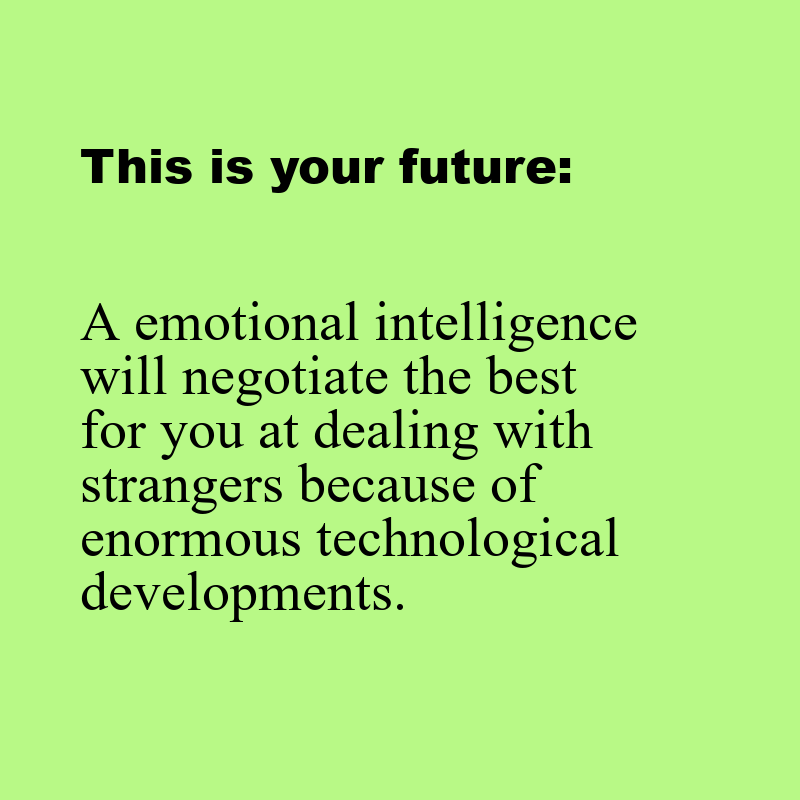 This is your future:
A emotional intelligence
will negotiate the best
for you at dealing with
strangers because of
enormous technological
developments.